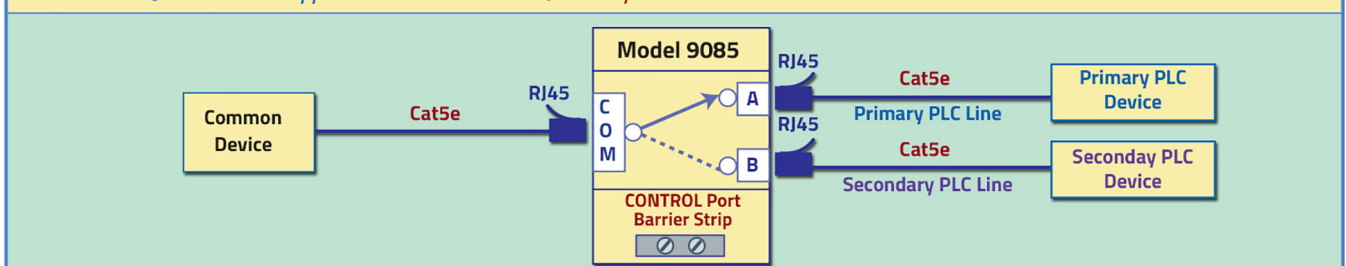 Model 9085
Common
Device
Cat5e
RJ45
C
O
M
A
B
CONTROL Port
Barrier Strip
RJ45
Cat5e
Primary PLC Line
Primary PLC
Device
RJ45
Cat5e
Secondary PLC Line
Seconday PLC
Device